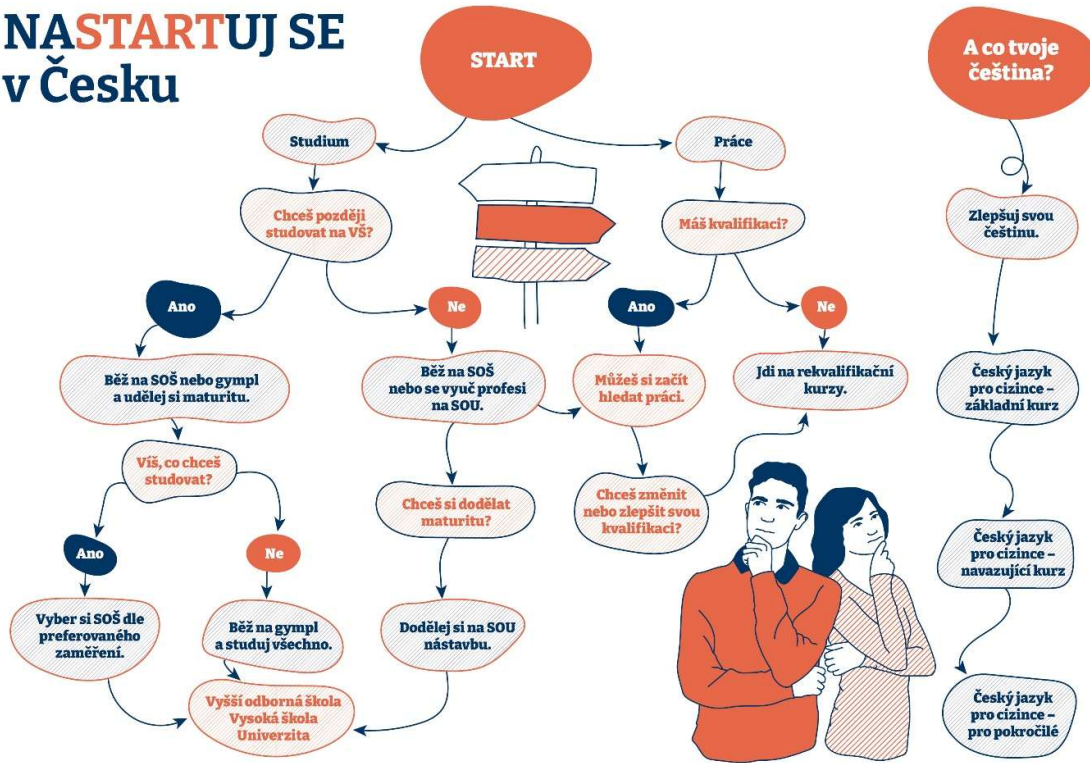 NASTARTUJ SE
v Česku
START
A co tvoje
čeština?
Studium
Práce
Chceš později
studovat na VŠ?
Máš kvalifikaci?
Zlepšuj svou
češtinu.
Ano
Ne
Ano
Ne
Běž na SOŠ nebo gympl
a udělej si maturitu.
Běž na SOŠ
nebo se vyuč profesi
na SOU.
Můžeš si začít
hledat práci.
Jdi na rekvalifikační
kurzy.
Český jazyk
pro cizince –
základní kurz
Víš, co chceš
studovat?
Chceš si dodělat
maturitu?
Chceš změnit
nebo zlepšit svou
kvalifikaci?
Ano
Ne
Český jazyk
pro cizince –
navazující kurz
Vyber si SOŠ dle
preferovaného
zaměření.
Běž na gympl
a studuj všechno.
Dodělej si na SOU
nástavbu.
Vyšší odborná škola
Vysoká škola
Univerzita
Český jazyk
pro cizince –
pro pokročilé